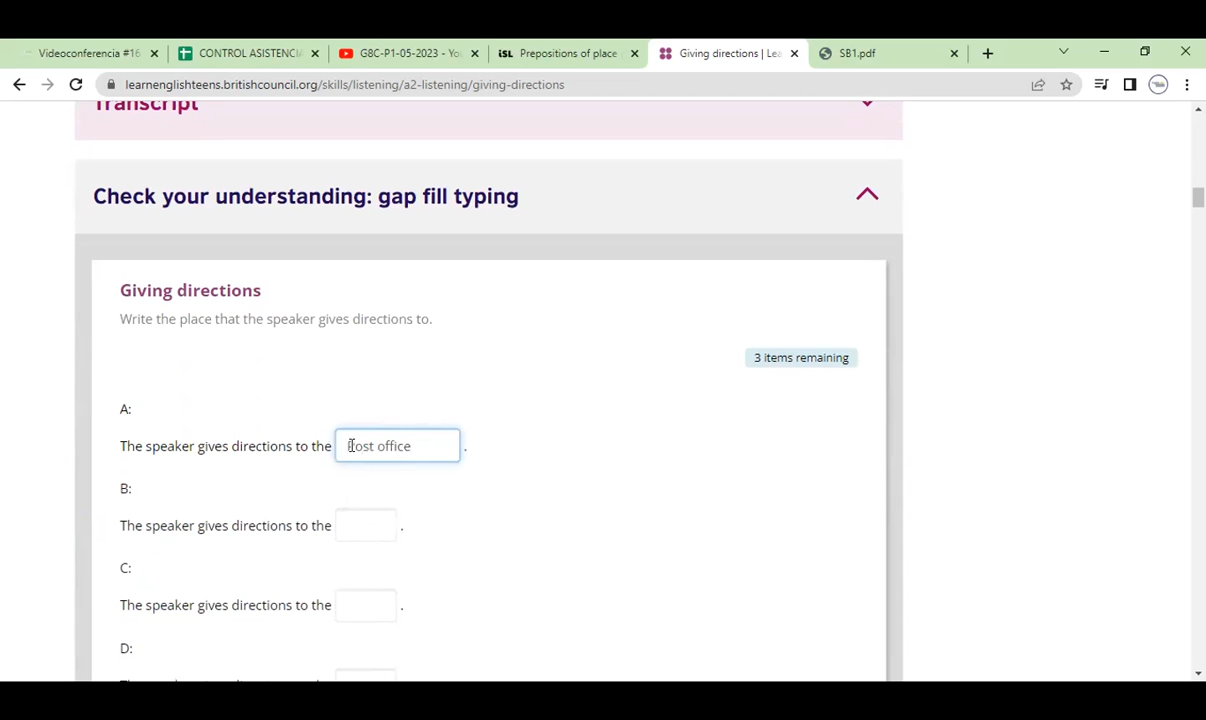 Videoconferencia #16
CONTROL ASISTENCIA
G8C-P1-05-2023 - Yo
iSL Prepositions of place
Giving directions | Lea
SB1.pdf
learnenglishteens.britishcouncil.org/skills/listening/a2-listening/giving-directions
Transcript
Check your understanding: gap fill typing
Giving directions
Write the place that the speaker gives directions to.
3 items remaining
A:
The speaker gives directions to the post office .
B:
The speaker gives directions to the .
C:
The speaker gives directions to the .
D: